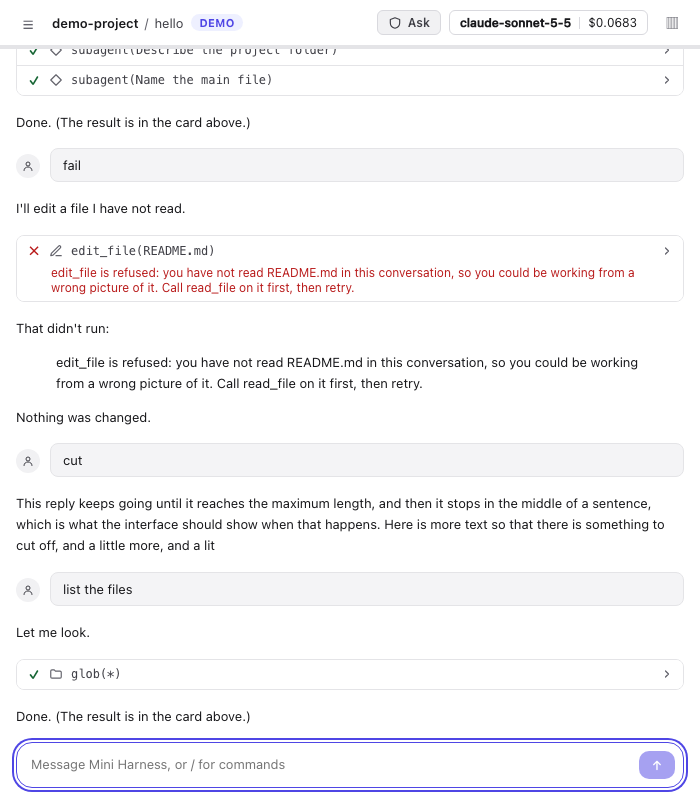 demo-project / hello DEMO Ask claude-sonnet-5-5 $0.0683
subagent(Describe the project folder)
subagent(Name the main file)
Done. (The result is in the card above.)
fail
I'll edit a file I have not read.
edit_file(README.md)
edit_file is refused: you have not read README.md in this conversation, so you could be working from a
wrong picture of it. Call read_file on it first, then retry.
That didn't run:
edit_file is refused: you have not read README.md in this conversation, so you could be working
from a wrong picture of it. Call read_file on it first, then retry.
Nothing was changed.
cut
This reply keeps going until it reaches the maximum length, and then it stops in the middle of a sentence,
which is what the interface should show when that happens. Here is more text so that there is something to
cut off, and a little more, and a lit
list the files
Let me look.
glob(*)
Done. (The result is in the card above.)
Message Mini Harness, or / for commands